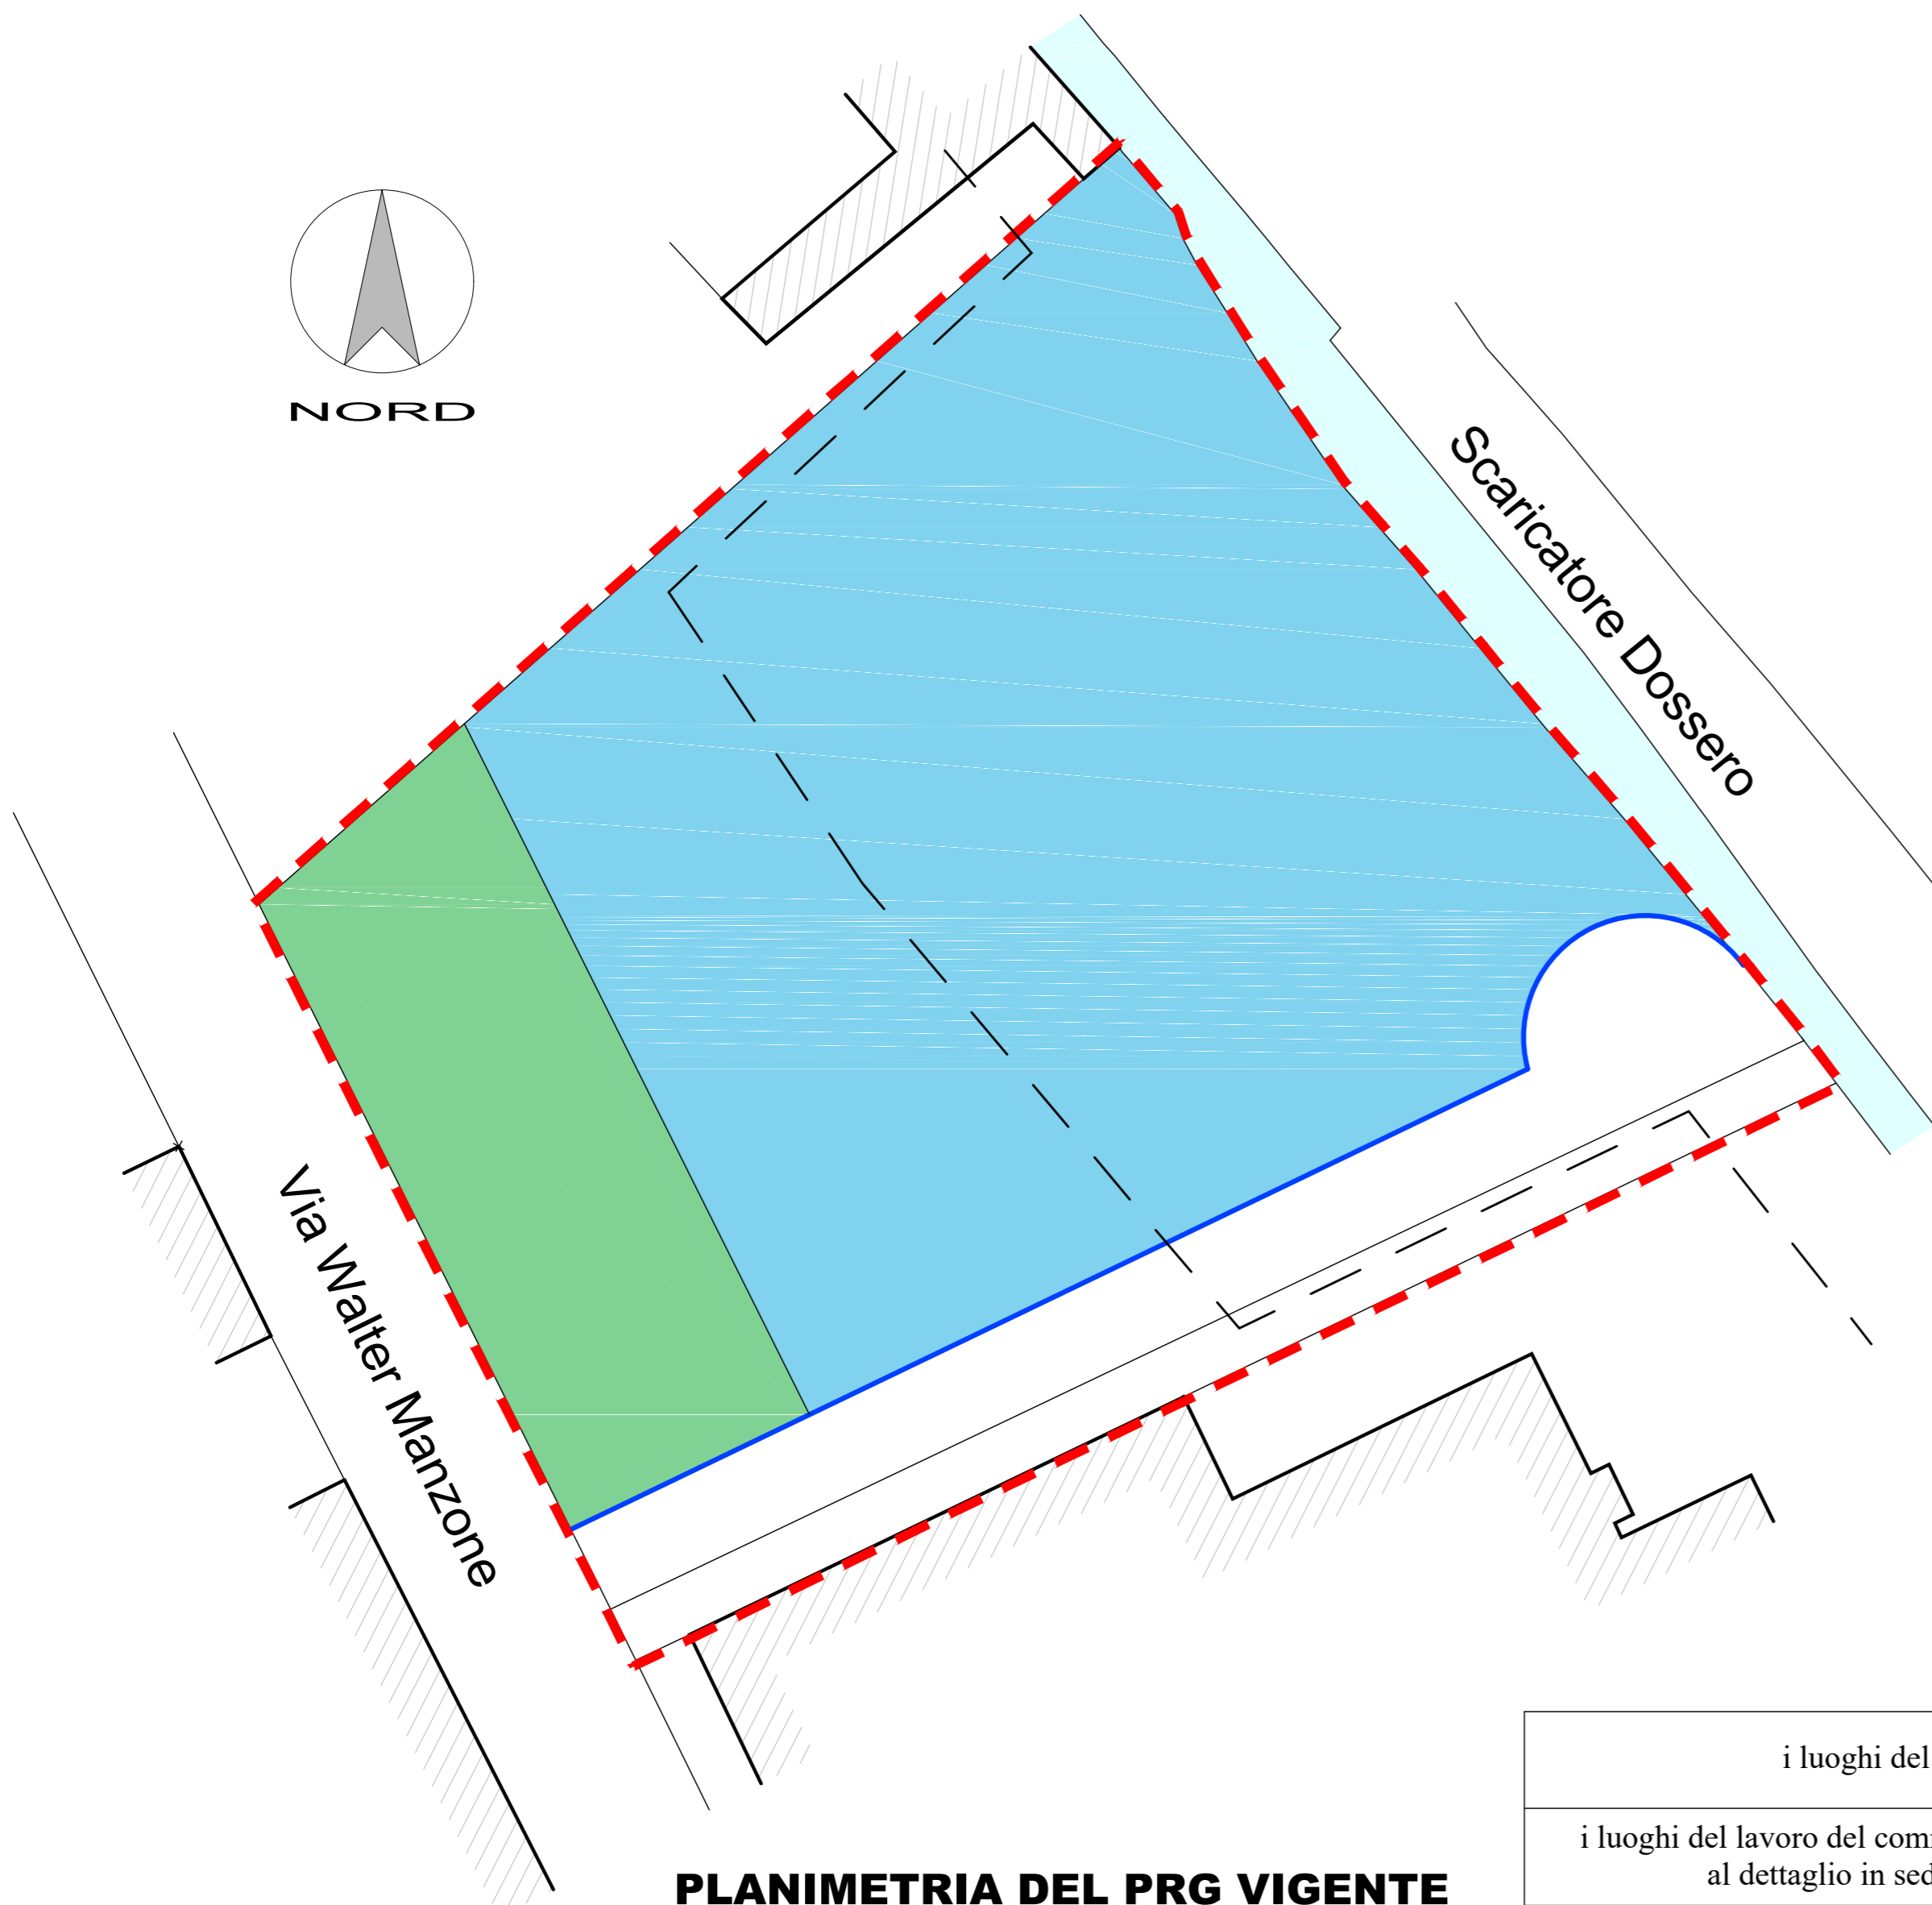 NORD
Scaricatore Dossero
Via Walter Manzone
i luoghi del
i luoghi del lavoro del com
al dettaglio in sed
PLANIMETRIA DEL PRG VIGENTE